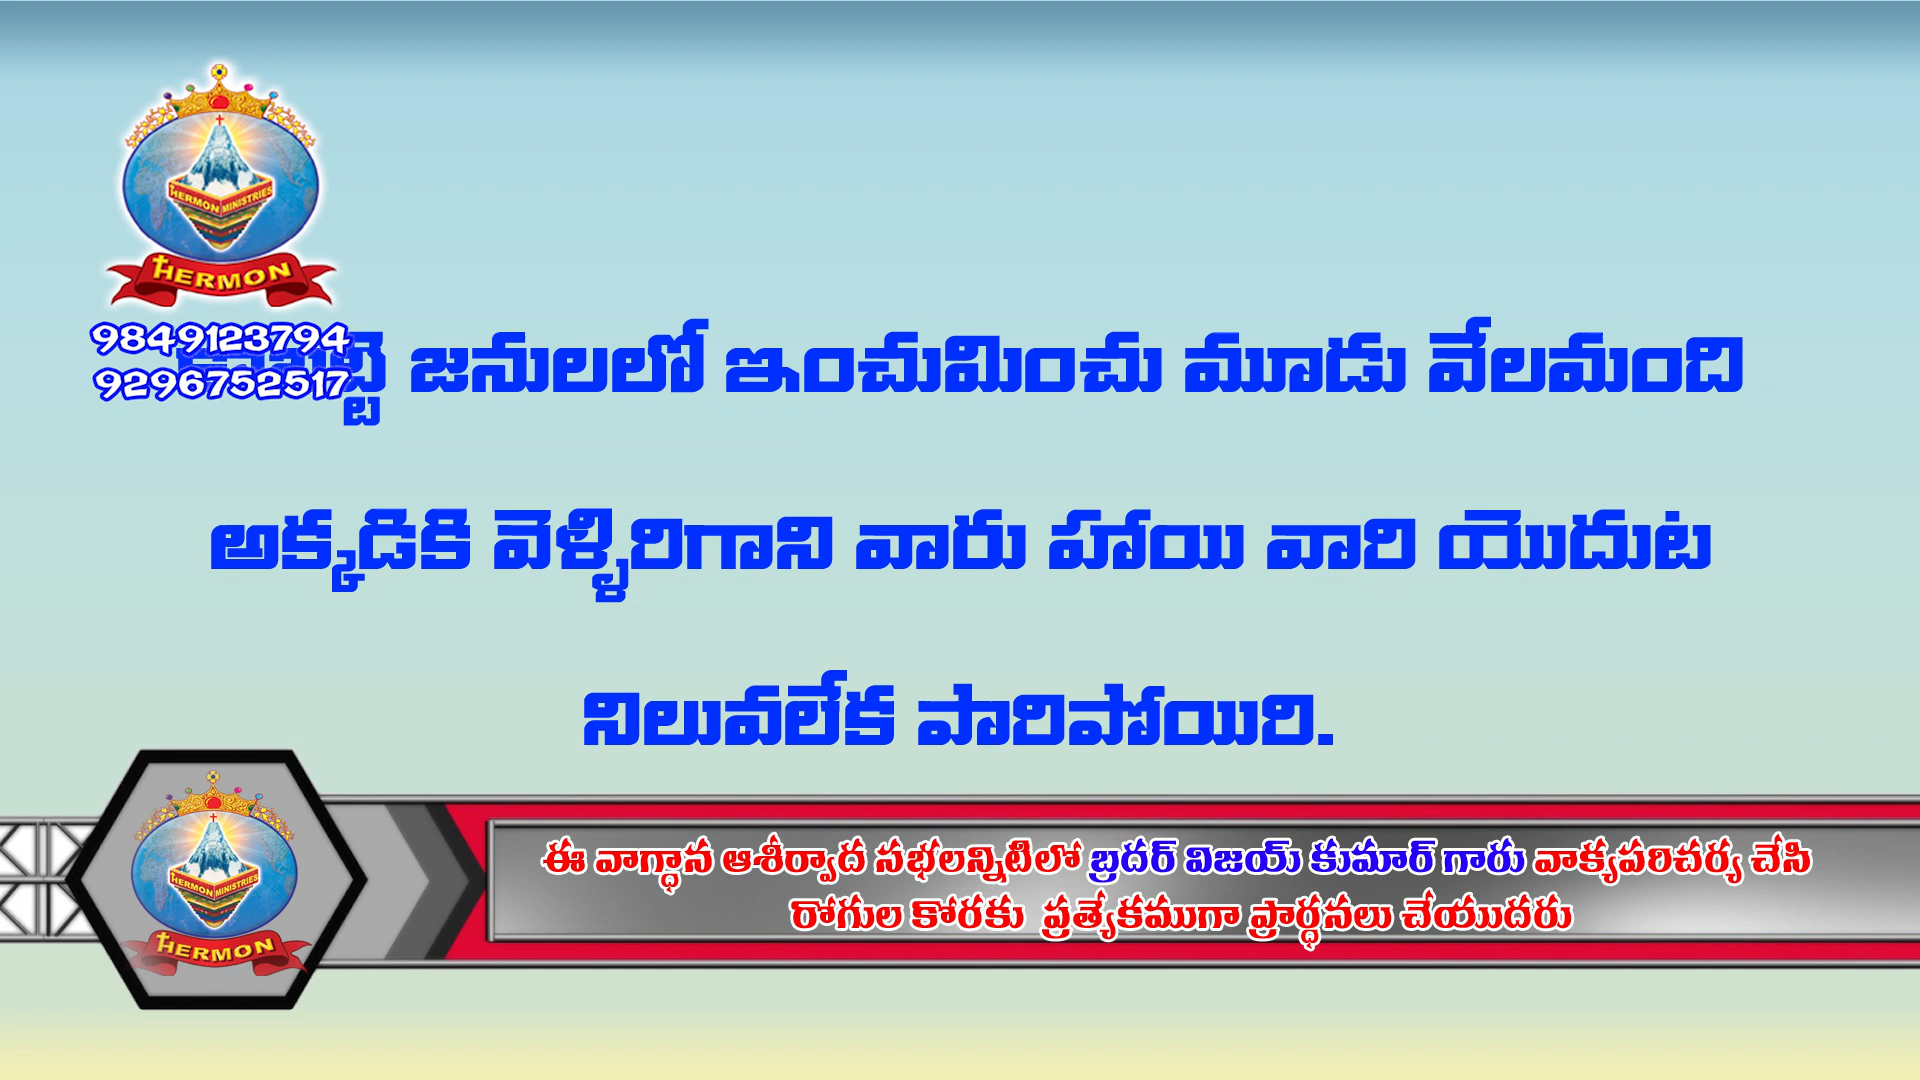 HERMON MINISTRIES
HERMON
9849123794
9296752517
జనులలో ఇంచుమించు మూడు వేలమంది
అక్కడికి వెళ్ళిరిగాని వారు హాయి వారి యెదుట
నిలువలేక పారిపోయిరి.
HERMON MINISTRIES
HERMON
ఈ వాగ్ధాన ఆశీర్వాద సభలన్నిటిలో బ్రదర్ విజయ్ కుమార్ గారు వాక్యపరిచర్య చేసి
రోగుల కోరకు ప్రత్యేకముగా ప్రార్ధనలు చేయుదరు